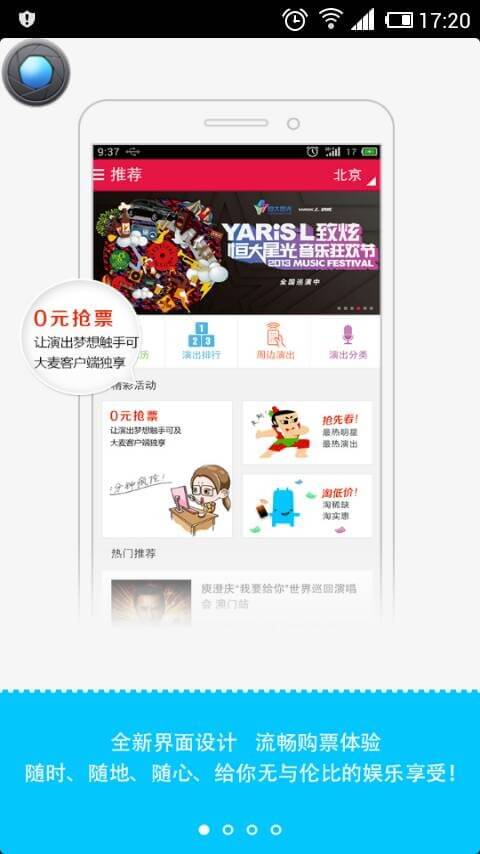 17:20
9:37
17
推荐
北京
YARiS L 致炫
恒大星光音乐狂欢节
2013 MUSIC FESTIVAL
全国巡演中
0元抢票
让演出梦想触手可
大麦客户端独享
历
演出排行
周边演出
演出分类
精彩活动
0元抢票
让演出梦想触手可及
大麦客户端独享
抢先看!
最热明星
最热演出
淘低价!
淘稀缺
淘实惠
热门推荐
庾澄庆“我要给你”世界巡回演唱
会 澳门站
全新界面设计 流畅购票体验
随时、随地、随心、给你无与伦比的娱乐享受!